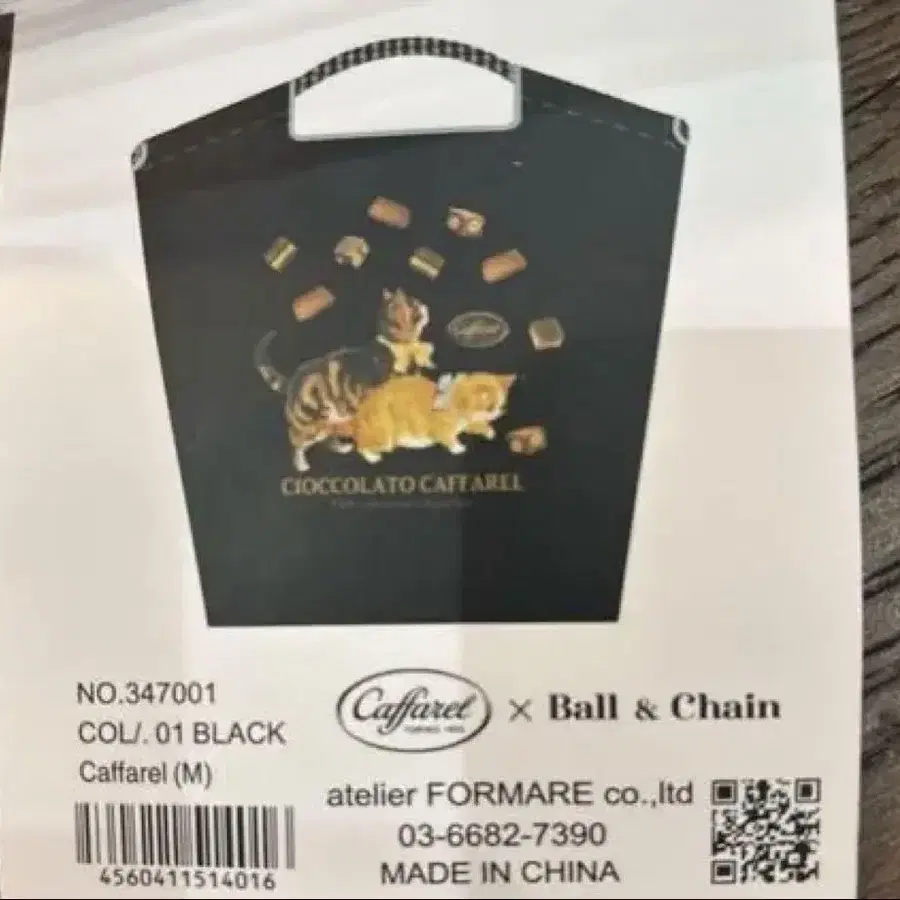 Caffarel
CIOCCOLATO CAFFAREL
NO.347001
COL/. 01 BLACK
Caffarel (M)
4560411514016
Caffarel × Ball & Chain
atelier FORMARE co.,ltd
03-6682-7390
MADE IN CHINA